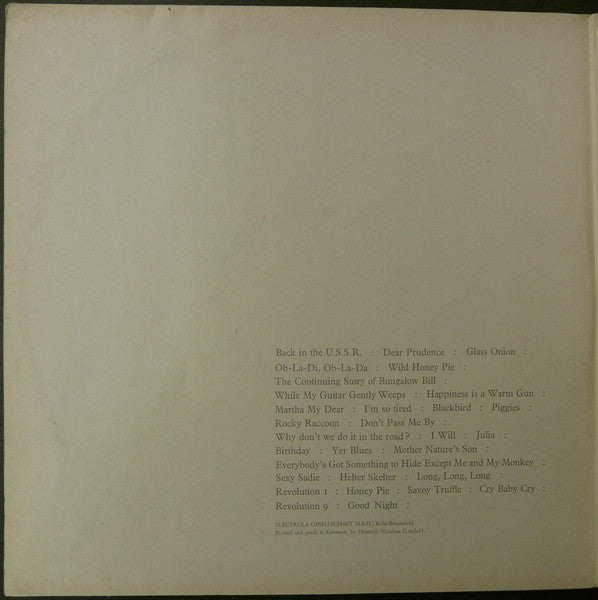 Back in the U.S.S.R. : Dear Prudence : Glass Onion :
Ob-La-Di, Ob-La-Da : Wild Honey Pie :
The Continuing Story of Bungalow Bill :
While My Guitar Gently Weeps : Happiness is a Warm Gun :
Martha My Dear : I'm so tired : Blackbird : Piggies :
Rocky Raccoon : Don't Pass Me By :
Why don't we do it in the road? : I Will : Julia :
Birthday : Yer Blues : Mother Nature's Son :
Everybody's Got Something to Hide Except Me and My Monkey :
Sexy Sadie : Helter Skelter : Long, Long, Long :
Revolution 1 : Honey Pie : Savoy Truffle : Cry Baby Cry :
Revolution 9 : Good Night :
ELECTROLA GESELLSCHAFT M.B.H., Köln-Braunsfeld.
Printed and made in Germany by Heinrich Nicolaus G.m.b.H.